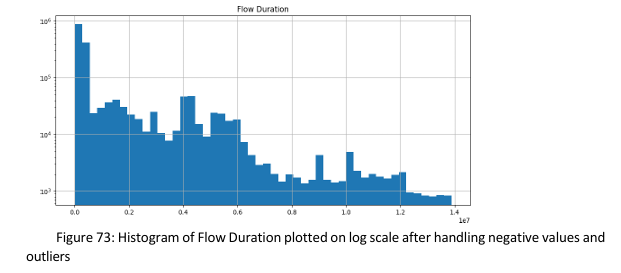 Flow Duration
10⁶
10⁵
10⁴
10³
0.0 0.2 0.4 0.6 0.8 1.0 1.2 1.4
1e7
Figure 73: Histogram of Flow Duration plotted on log scale after handling negative values and
outliers